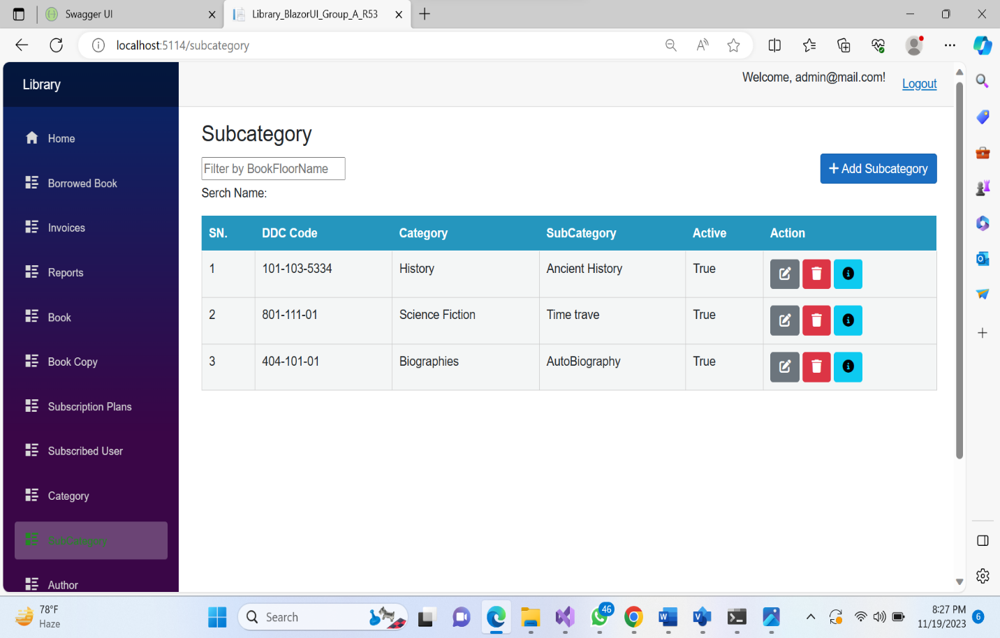 Swagger UI
Library_BlazorUI_Group_A_R53
localhost:5114/subcategory
Library
Welcome, admin@mail.com!
Logout
Home
Borrowed Book
Invoices
Reports
Book
Book Copy
Subscription Plans
Subscribed User
Category
SubCategory
Author
Subcategory
Filter by BookFloorName
+ Add Subcategory
Serch Name:
SN. DDC Code Category SubCategory Active Action
1 101-103-5334 History Ancient History True
2 801-111-01 Science Fiction Time trave True
3 404-101-01 Biographies AutoBiography True
78°F
Haze
Search
46
8:27 PM
11/19/2023
6